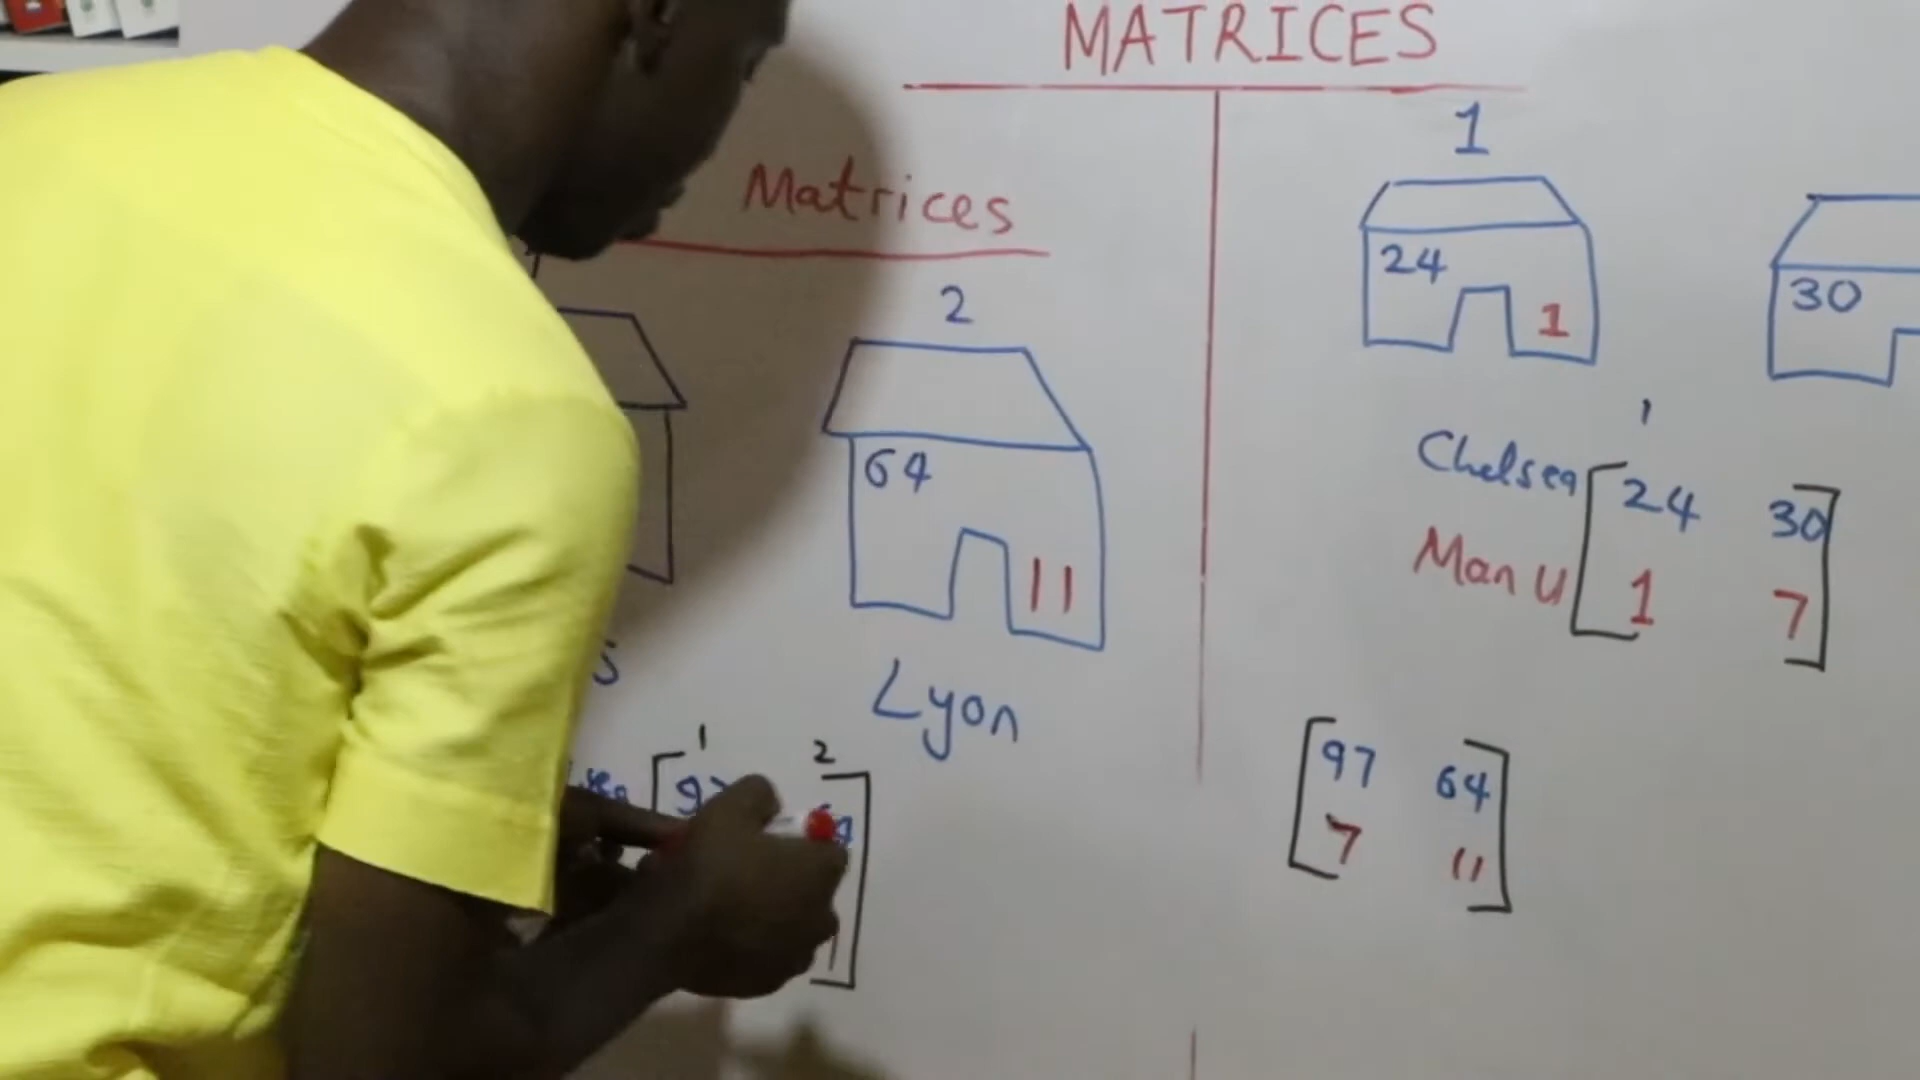 MATRICES
Matrices
2
64
11
Lyon
1 2
64
1
24
1
30
1
Chelsea 24 30
Man U 1 7
97 64
7 11